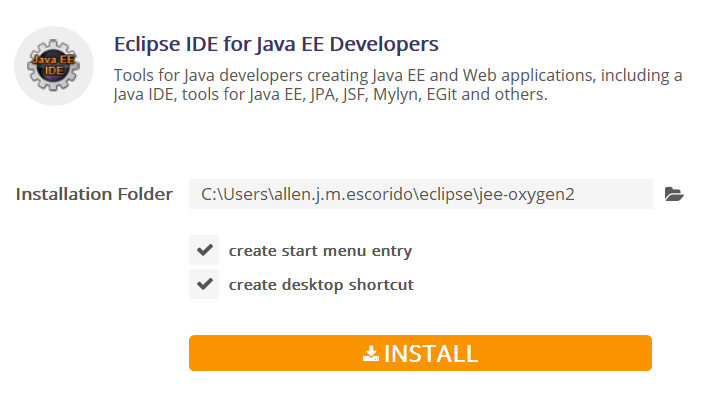 Java EE
IDE
Eclipse IDE for Java EE Developers
Tools for Java developers creating Java EE and Web applications, including a
Java IDE, tools for Java EE, JPA, JSF, Mylyn, EGit and others.
Installation Folder
C:\Users\allen.j.m.escorido\eclipse\jee-oxygen2
create start menu entry
create desktop shortcut
INSTALL